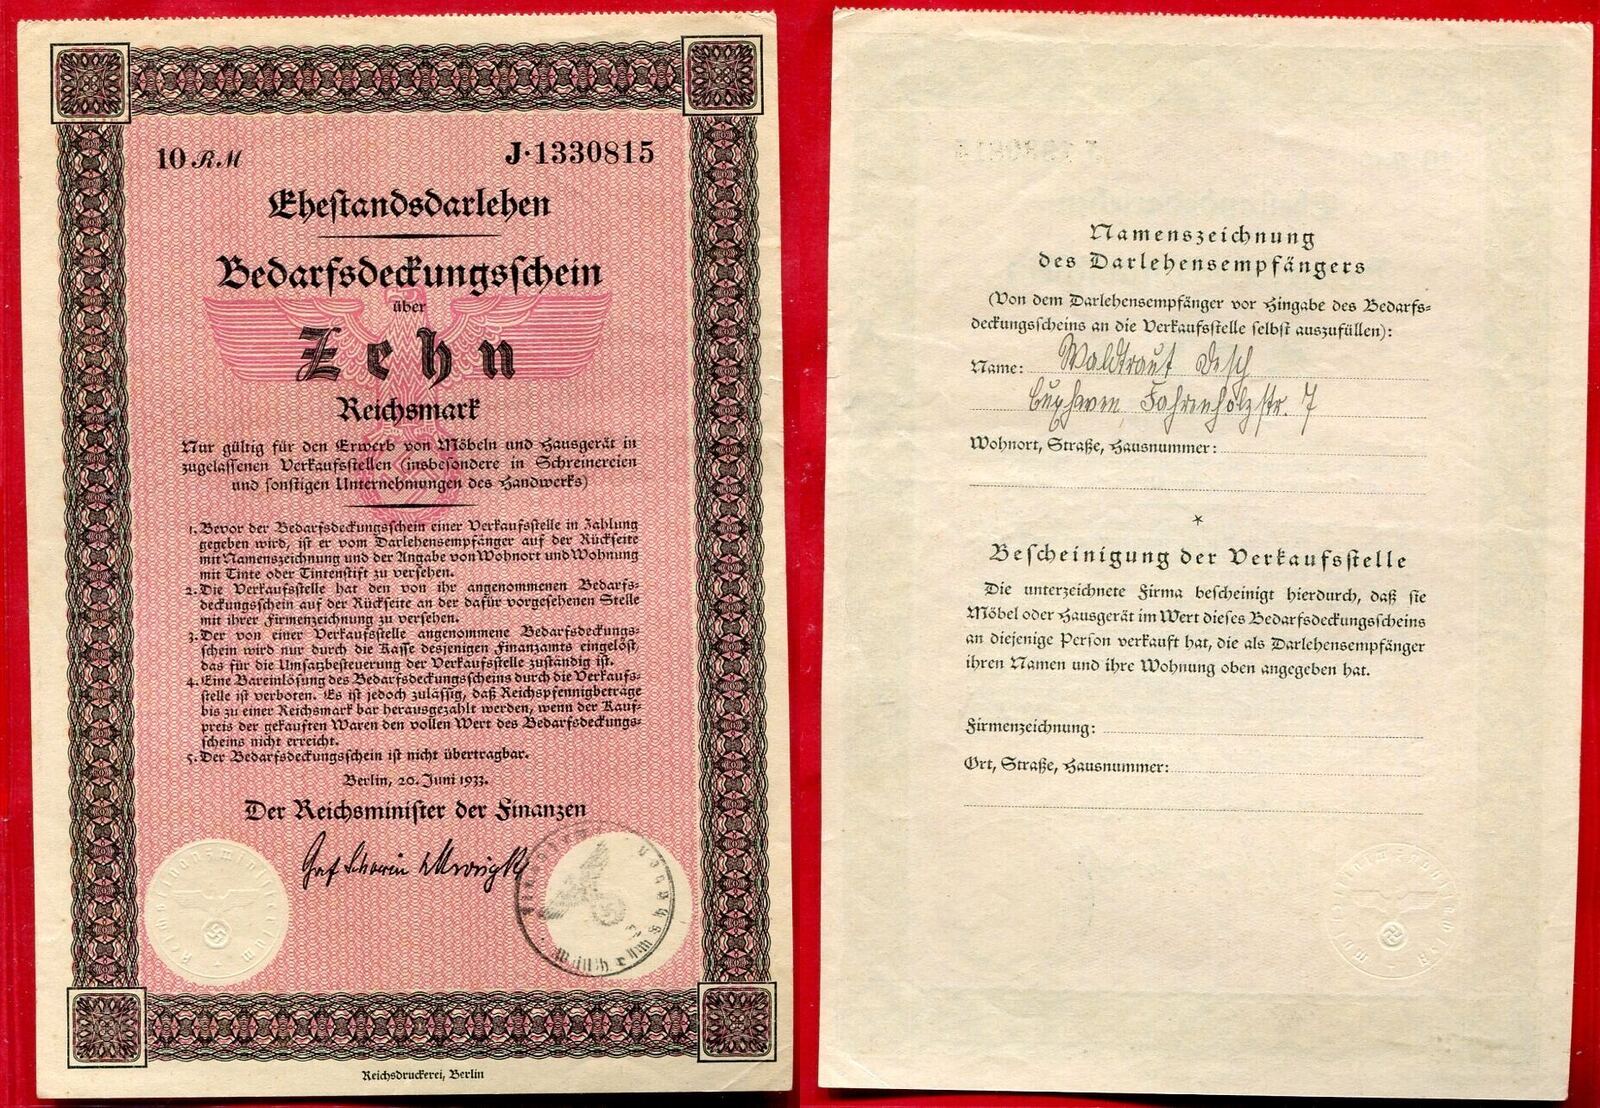 10 RM
J·1330815
Ehestandsdarlehen
Bedarfsdeckungsschein
über
Zehn
Reichsmark
Nur gültig für den Erwerb von Möbeln und Hausgerät in
zugelassenen Verkaufsstellen (insbesondere in Schreinereien
und sonstigen Unternehmungen des Handwerks)
1. Bevor der Bedarfsdeckungsschein einer Verkaufsstelle in Zahlung
gegeben wird, ist er vom Darlehensempfänger auf der Rückseite
mit Namenszeichnung und der Angabe von Wohnort und Wohnung
mit Tinte oder Tintenstift zu versehen.
2. Die Verkaufsstelle hat den von ihr angenommenen Bedarfs-
deckungsschein auf der Rückseite an der dafür vorgesehenen Stelle
mit ihrer Firmenzeichnung zu versehen.
3. Der von einer Verkaufsstelle angenommene Bedarfsdeckungs-
schein wird nur durch die Kasse desjenigen Finanzamts eingelöst
das für die Umsatzbesteuerung der Verkaufsstelle zuständig ist.
4. Eine Bareinlösung des Bedarfsdeckungsscheins durch die Verkaufs-
stelle ist verboten. Es ist jedoch zulässig, daß Reichspfennigbeträge
bis zu einer Reichsmark bar herausgezahlt werden, wenn der Kauf-
preis der gekauften Waren den vollen Wert des Bedarfsdeckungs-
scheins nicht erreicht.
5. Der Bedarfsdeckungsschein ist nicht übertragbar.
Berlin, 20. Juni 1933.
Der Reichsminister der Finanzen
Graf Schwerin
Reichsfinanzministerium
Reichsdruckerei, Berlin
Namenszeichnung
des Darlehensempfängers
(Von dem Darlehensempfänger vor Hingabe des Bedarfs-
deckungsscheins an die Verkaufsstelle selbst auszufüllen):
Name: Waldtraut Desch
Cuxhaven Fahrenholzstr. 7
Wohnort, Straße, Hausnummer:
*
Bescheinigung der Verkaufsstelle
Die unterzeichnete Firma bescheinigt hierdurch, daß sie
Möbel oder Hausgerät im Wert dieses Bedarfsdeckungsscheins
an diejenige Person verkauft hat, die als Darlehensempfänger
ihren Namen und ihre Wohnung oben angegeben hat.
Firmenzeichnung:
Ort, Straße, Hausnummer: